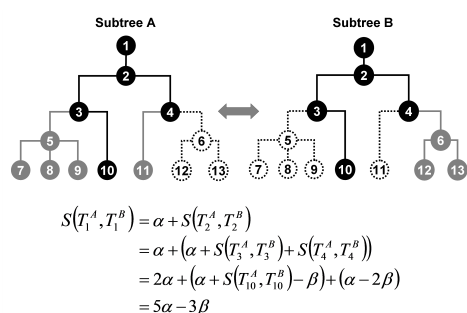 Subtree A Subtree B
1 1
2 2
3 4 3 4
5 6 5 6
7 8 9 10 11 12 13 7 8 9 10 11 12 13
S(T₁ᴬ,T₁ᴮ) = α + S(T₂ᴬ,T₂ᴮ)
= α + (α + S(T₃ᴬ,T₃ᴮ) + S(T₄ᴬ,T₄ᴮ))
= 2α + (α + S(T₁₀ᴬ,T₁₀ᴮ) − β) + (α − 2β)
= 5α − 3β